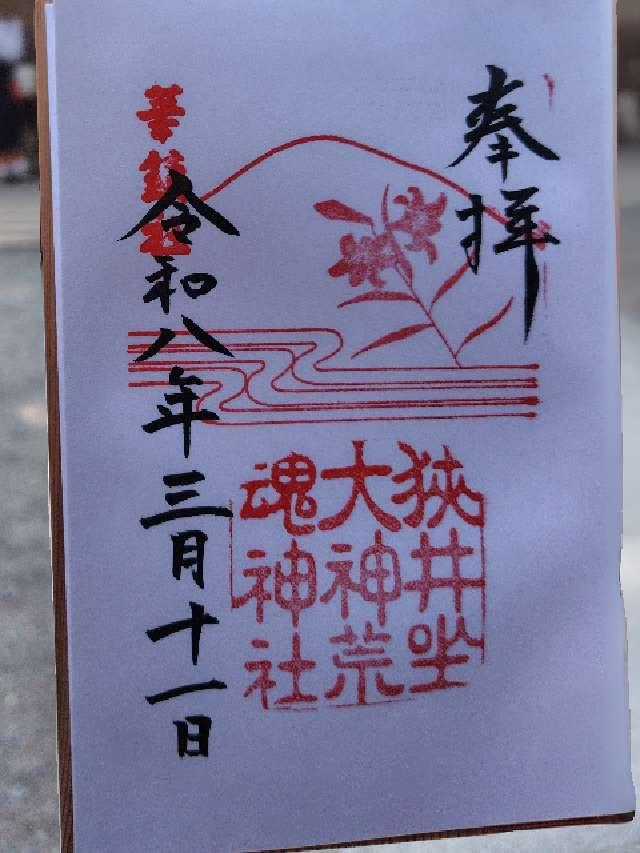 奉拝
狭井坐
大神荒
魂神社
令和八年三月十一日